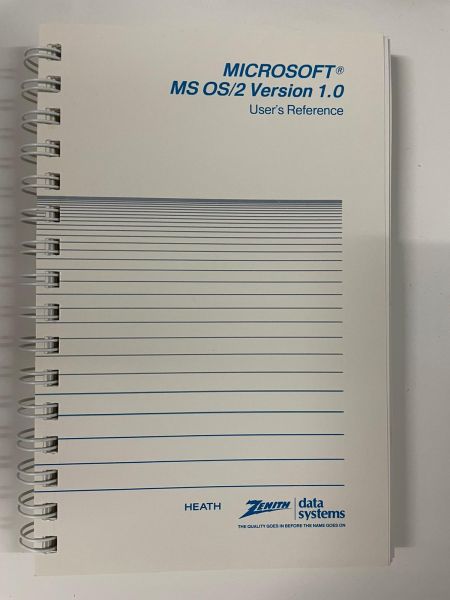 MICROSOFT®
MS OS/2 Version 1.0
User's Reference
HEATH ZENITH data systems
THE QUALITY GOES IN BEFORE THE NAME GOES ON